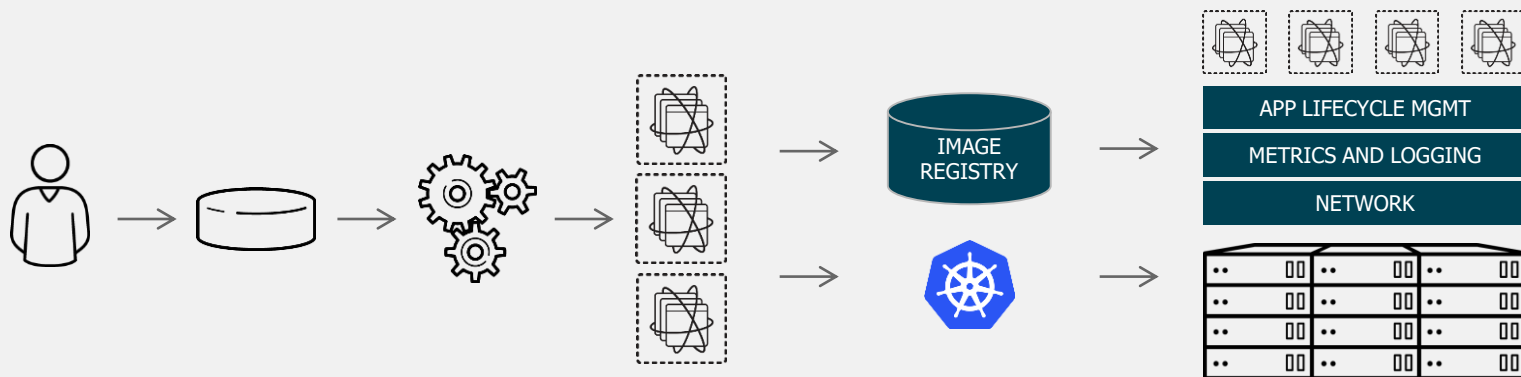 IMAGE
REGISTRY
APP LIFECYCLE MGMT
METRICS AND LOGGING
NETWORK